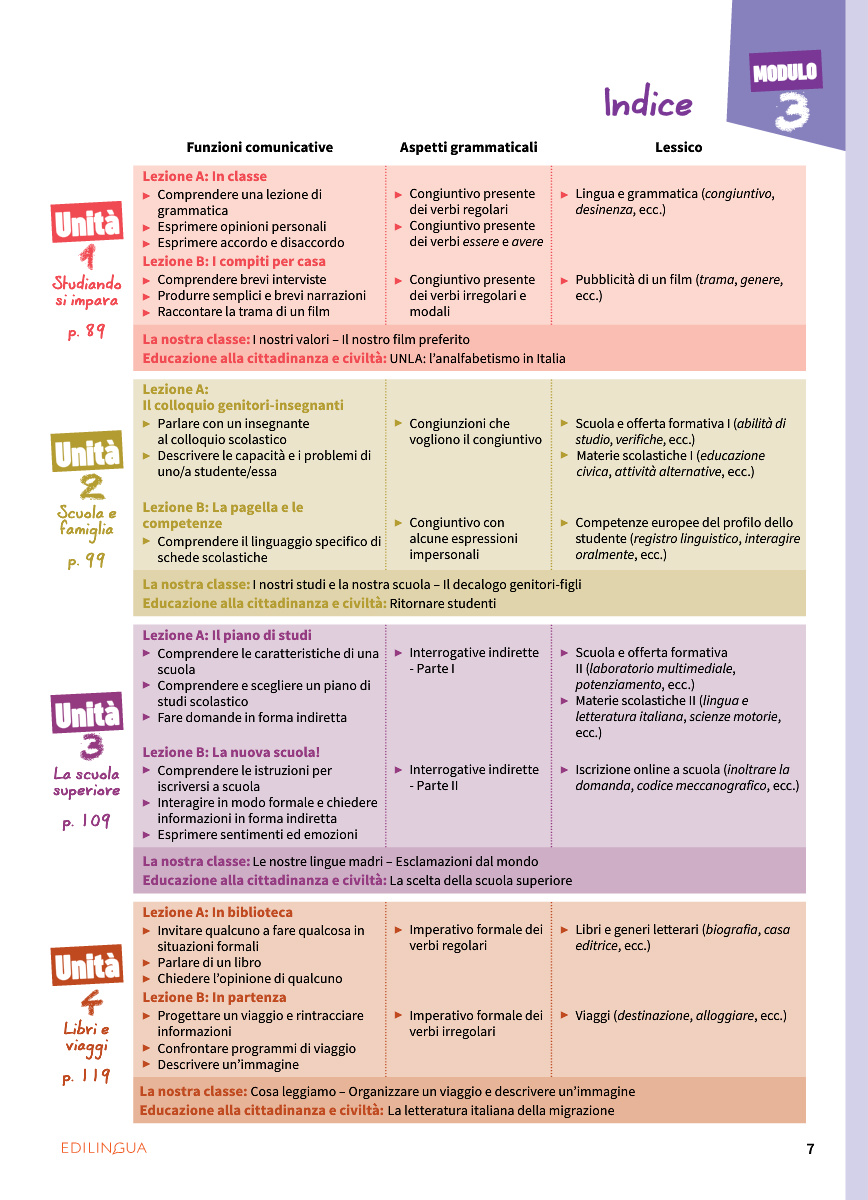 MODULO
3
Indice
Funzioni comunicative
Aspetti grammaticali
Lessico
Unità
1
Studiando
si impara
p. 89
Lezione A: In classe
► Comprendere una lezione di
grammatica
► Esprimere opinioni personali
► Esprimere accordo e disaccordo
► Congiuntivo presente
dei verbi regolari
► Congiuntivo presente
dei verbi essere e avere
► Lingua e grammatica (congiuntivo,
desinenza, ecc.)
Lezione B: I compiti per casa
► Comprendere brevi interviste
► Produrre semplici e brevi narrazioni
► Raccontare la trama di un film
► Congiuntivo presente
dei verbi irregolari e
modali
► Pubblicità di un film (trama, genere,
ecc.)
La nostra classe: I nostri valori – Il nostro film preferito
Educazione alla cittadinanza e civiltà: UNLA: l'analfabetismo in Italia
Unità
2
Scuola e
famiglia
p. 99
Lezione A:
Il colloquio genitori-insegnanti
► Parlare con un insegnante
al colloquio scolastico
► Descrivere le capacità e i problemi di
uno/a studente/essa
► Congiunzioni che
vogliono il congiuntivo
► Scuola e offerta formativa I (abilità di
studio, verifiche, ecc.)
► Materie scolastiche I (educazione
civica, attività alternative, ecc.)
Lezione B: La pagella e le
competenze
► Comprendere il linguaggio specifico di
schede scolastiche
► Congiuntivo con
alcune espressioni
impersonali
► Competenze europee del profilo dello
studente (registro linguistico, interagire
oralmente, ecc.)
La nostra classe: I nostri studi e la nostra scuola – Il decalogo genitori-figli
Educazione alla cittadinanza e civiltà: Ritornare studenti
Unità
3
La scuola
superiore
p. 109
Lezione A: Il piano di studi
► Comprendere le caratteristiche di una
scuola
► Comprendere e scegliere un piano di
studi scolastico
► Fare domande in forma indiretta
► Interrogative indirette
- Parte I
► Scuola e offerta formativa
II (laboratorio multimediale,
potenziamento, ecc.)
► Materie scolastiche II (lingua e
letteratura italiana, scienze motorie,
ecc.)
Lezione B: La nuova scuola!
► Comprendere le istruzioni per
iscriversi a scuola
► Interagire in modo formale e chiedere
informazioni in forma indiretta
► Esprimere sentimenti ed emozioni
► Interrogative indirette
- Parte II
► Iscrizione online a scuola (inoltrare la
domanda, codice meccanografico, ecc.)
La nostra classe: Le nostre lingue madri – Esclamazioni dal mondo
Educazione alla cittadinanza e civiltà: La scelta della scuola superiore
Unità
4
Libri e
viaggi
p. 119
Lezione A: In biblioteca
► Invitare qualcuno a fare qualcosa in
situazioni formali
► Parlare di un libro
► Chiedere l'opinione di qualcuno
► Imperativo formale dei
verbi regolari
► Libri e generi letterari (biografia, casa
editrice, ecc.)
Lezione B: In partenza
► Progettare un viaggio e rintracciare
informazioni
► Confrontare programmi di viaggio
► Descrivere un'immagine
► Imperativo formale dei
verbi irregolari
► Viaggi (destinazione, alloggiare, ecc.)
La nostra classe: Cosa leggiamo – Organizzare un viaggio e descrivere un'immagine
Educazione alla cittadinanza e civiltà: La letteratura italiana della migrazione
EDILINGUA
7